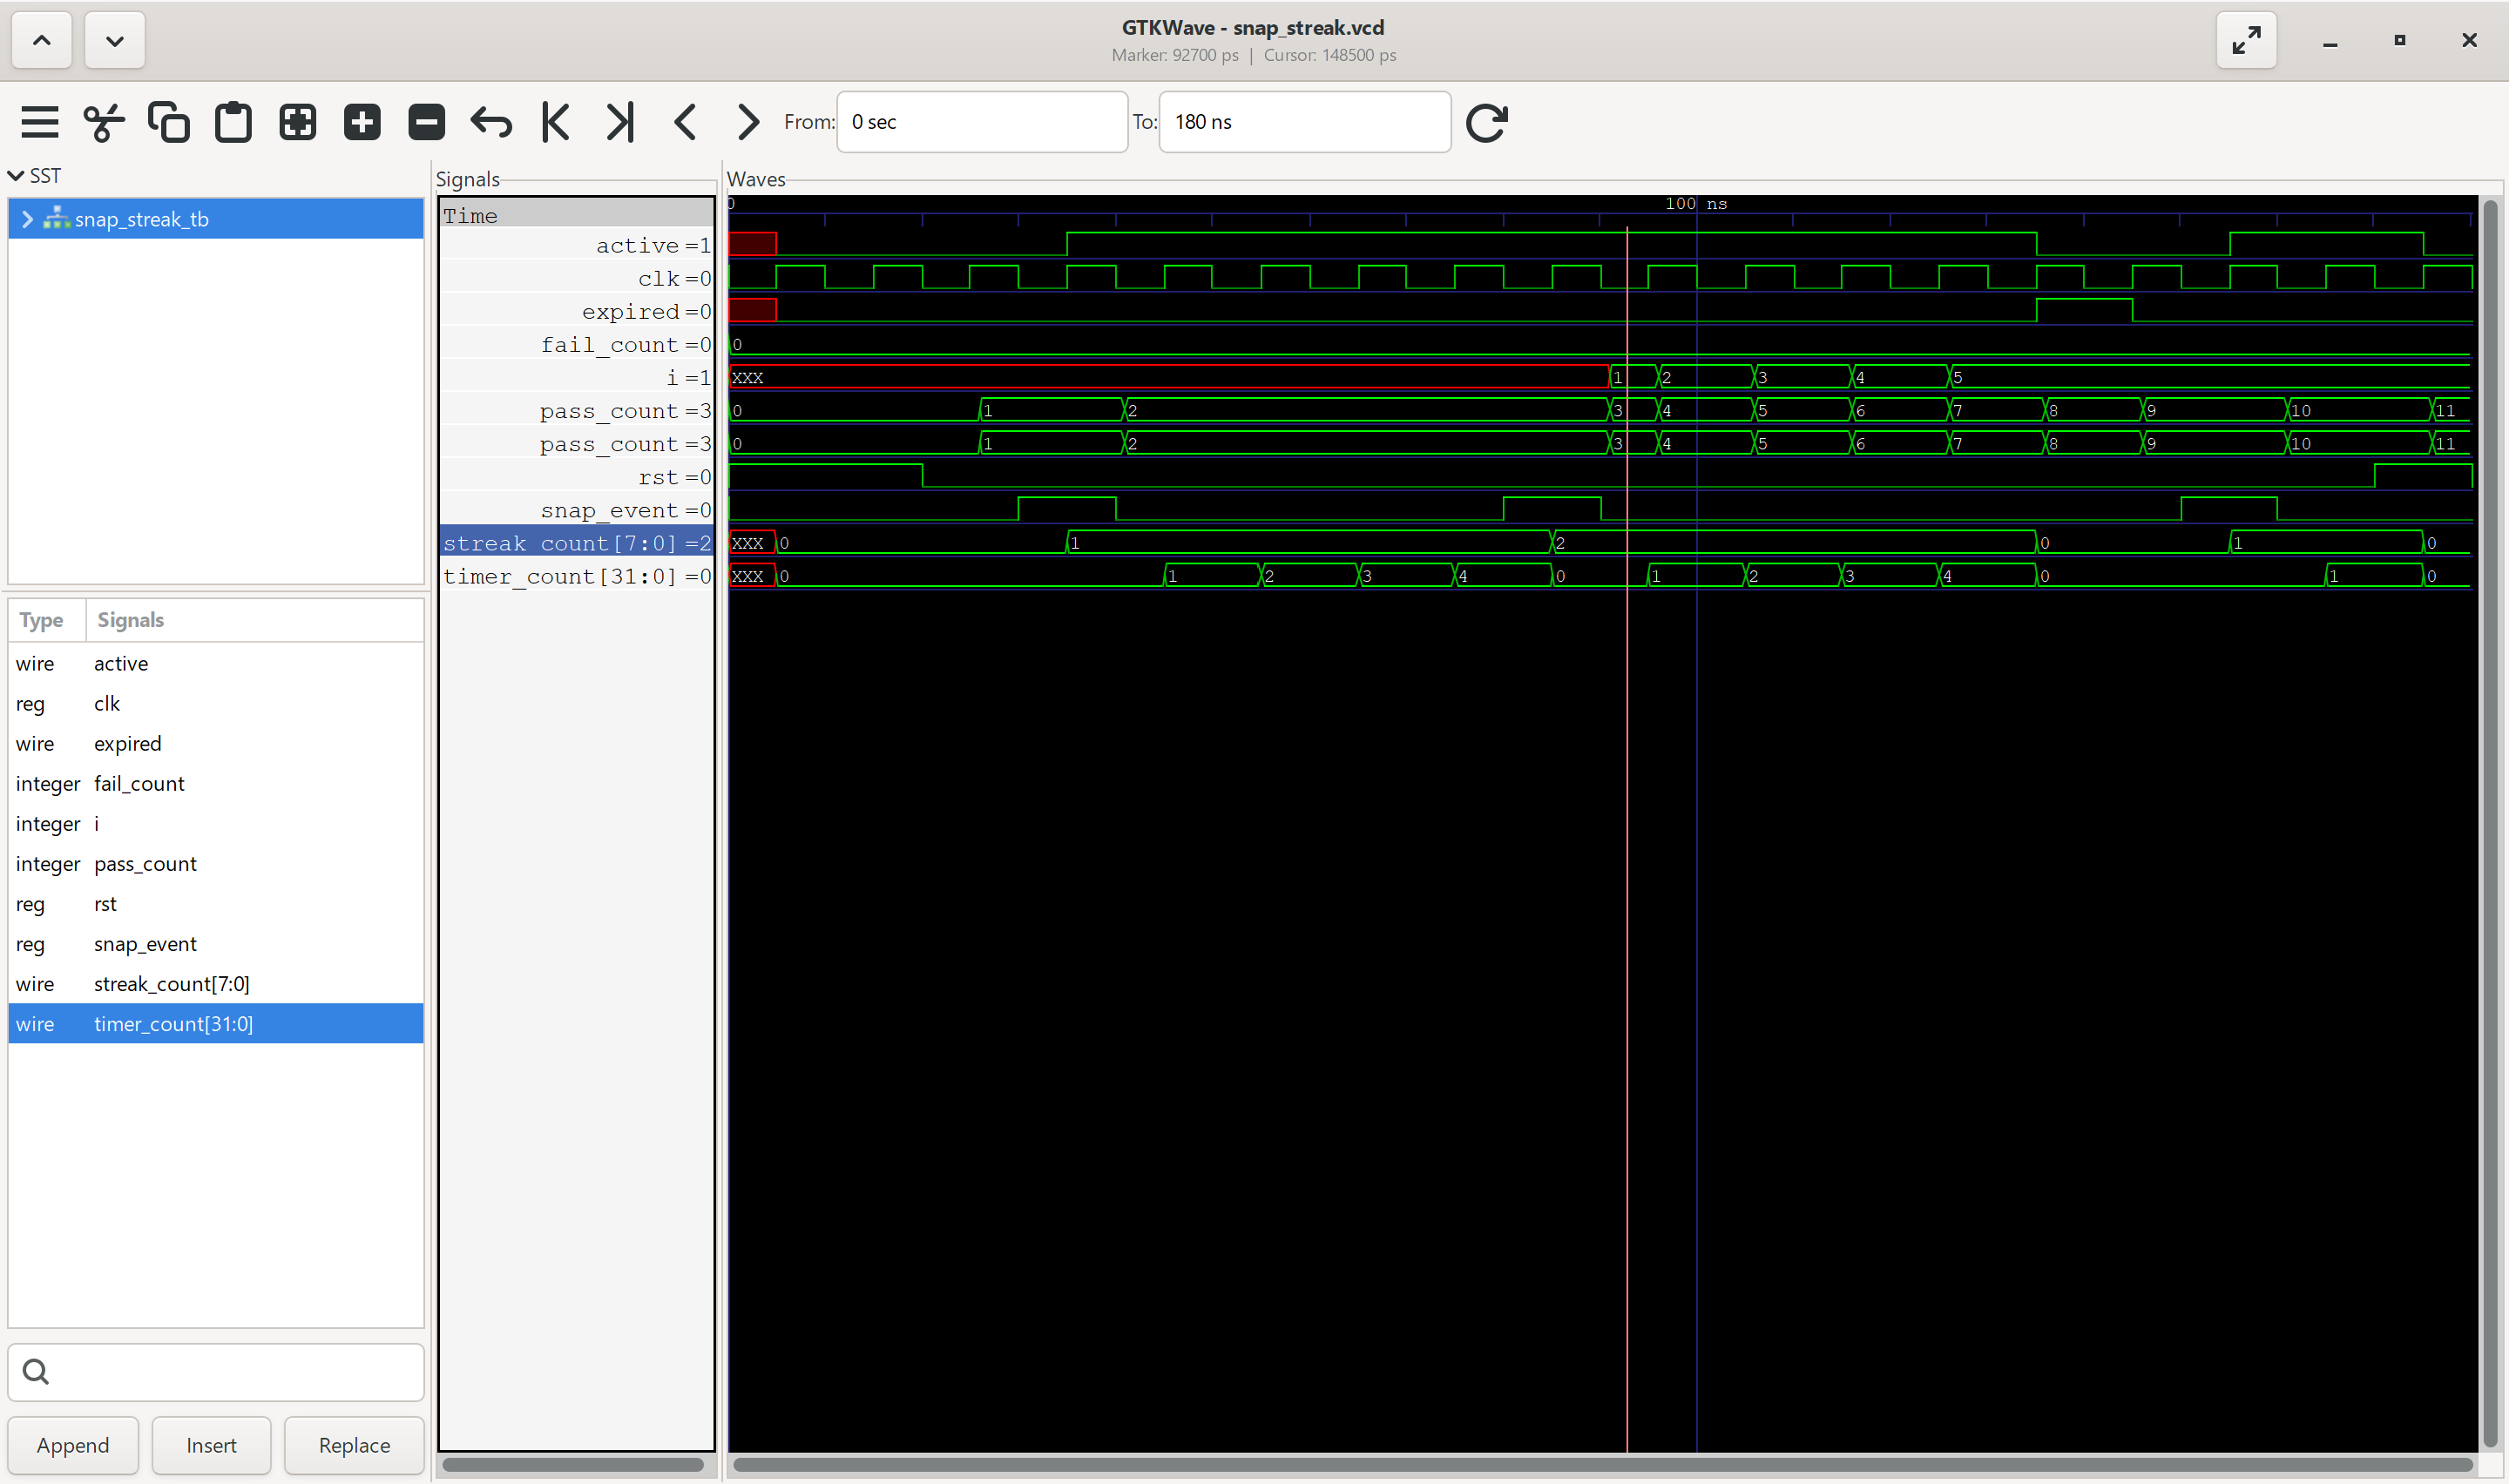 GTKWave - snap_streak.vcd
Marker: 92700 ps | Cursor: 148500 ps
From: 0 sec To: 180 ns
SST
snap_streak_tb
Type Signals
wire active
reg clk
wire expired
integer fail_count
integer i
integer pass_count
reg rst
reg snap_event
wire streak_count[7:0]
wire timer_count[31:0]
Append Insert Replace
Signals
Time
active=1
clk=0
expired=0
fail_count=0
i=1
pass_count=3
pass_count=3
rst=0
snap_event=0
streak_count[7:0]=2
timer_count[31:0]=0
Waves
0 100 ns
0
XXX 1 2 3 4 5
0 1 2 3 4 5 6 7 8 9 10 11
0 1 2 3 4 5 6 7 8 9 10 11
XXX 0 1 2 0 1 0
XXX 0 1 2 3 4 0 1 2 3 4 0 1 0